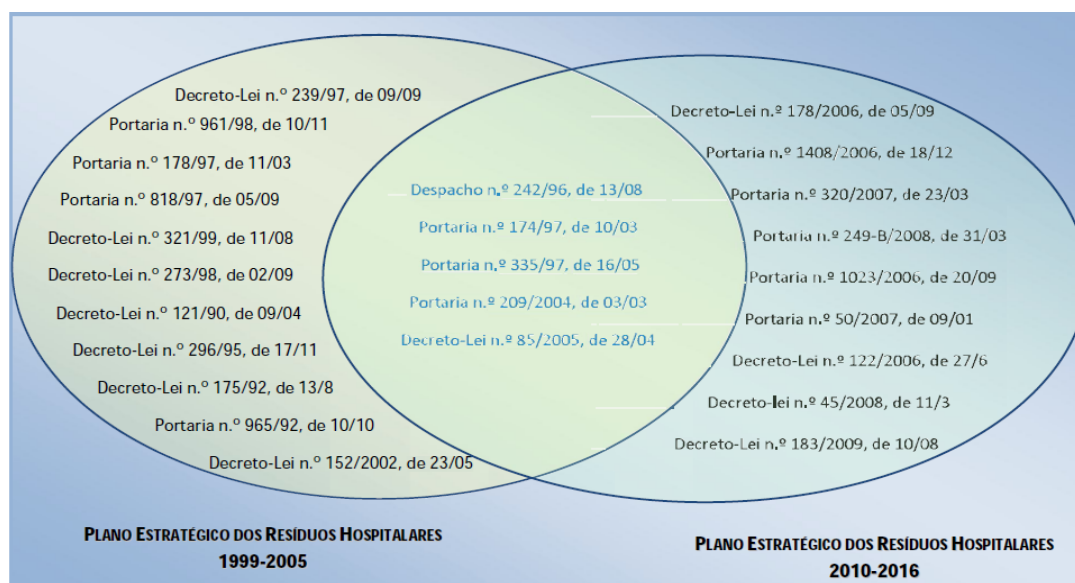 Decreto-Lei n.º 239/97, de 09/09
Portaria n.º 961/98, de 10/11
Portaria n.º 178/97, de 11/03
Portaria n.º 818/97, de 05/09
Decreto-Lei n.º 321/99, de 11/08
Decreto-Lei n.º 273/98, de 02/09
Decreto-Lei n.º 121/90, de 09/04
Decreto-Lei n.º 296/95, de 17/11
Decreto-Lei n.º 175/92, de 13/8
Portaria n.º 965/92, de 10/10
Decreto-Lei n.º 152/2002, de 23/05
Despacho n.º 242/96, de 13/08
Portaria n.º 174/97, de 10/03
Portaria n.º 335/97, de 16/05
Portaria n.º 209/2004, de 03/03
Decreto-Lei n.º 85/2005, de 28/04
Decreto-Lei n.º 178/2006, de 05/09
Portaria n.º 1408/2006, de 18/12
Portaria n.º 320/2007, de 23/03
Portaria n.º 249-B/2008, de 31/03
Portaria n.º 1023/2006, de 20/09
Portaria n.º 50/2007, de 09/01
Decreto-Lei n.º 122/2006, de 27/6
Decreto-lei n.º 45/2008, de 11/3
Decreto-Lei n.º 183/2009, de 10/08
PLANO ESTRATÉGICO DOS RESÍDUOS HOSPITALARES
1999-2005
PLANO ESTRATÉGICO DOS RESÍDUOS HOSPITALARES
2010-2016